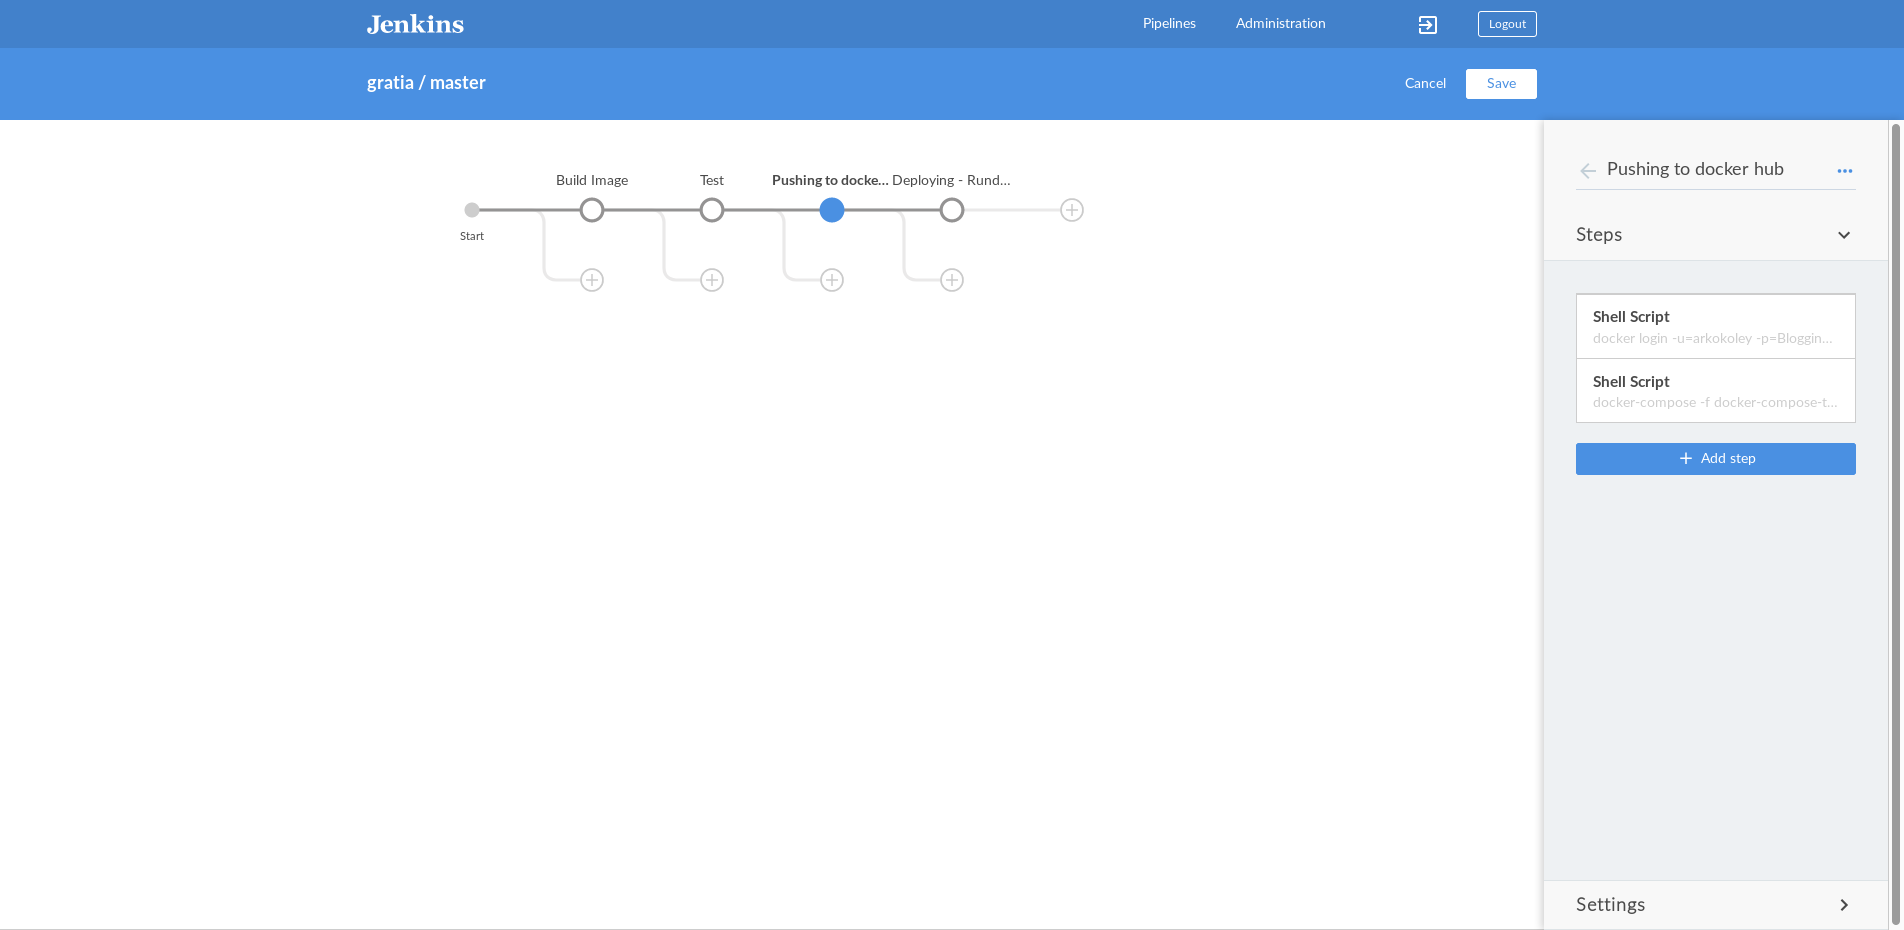 Jenkins
Pipelines
Administration
Logout
gratia / master
Cancel
Save
Build Image
Test
Pushing to docke...
Deploying - Rund...
Start
Pushing to docker hub
Steps
Shell Script
docker login -u=arkokoley -p=Bloggin...
Shell Script
docker-compose -f docker-compose-t...
Add step
Settings